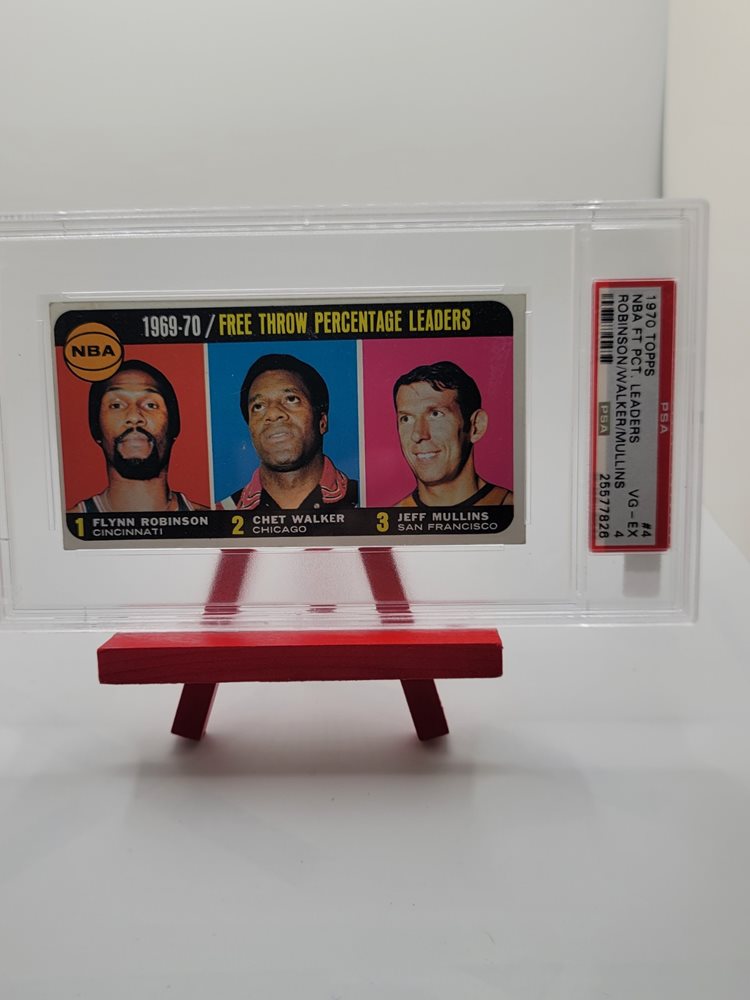 1969-70 / FREE THROW PERCENTAGE LEADERS
NBA
1 FLYNN ROBINSON
CINCINNATI
2 CHET WALKER
CHICAGO
3 JEFF MULLINS
SAN FRANCISCO
PSA
1970 TOPPS #4
NBA FT PCT. LEADERS VG-EX
ROBINSON/WALKER/MULLINS 4
PSA 25577828